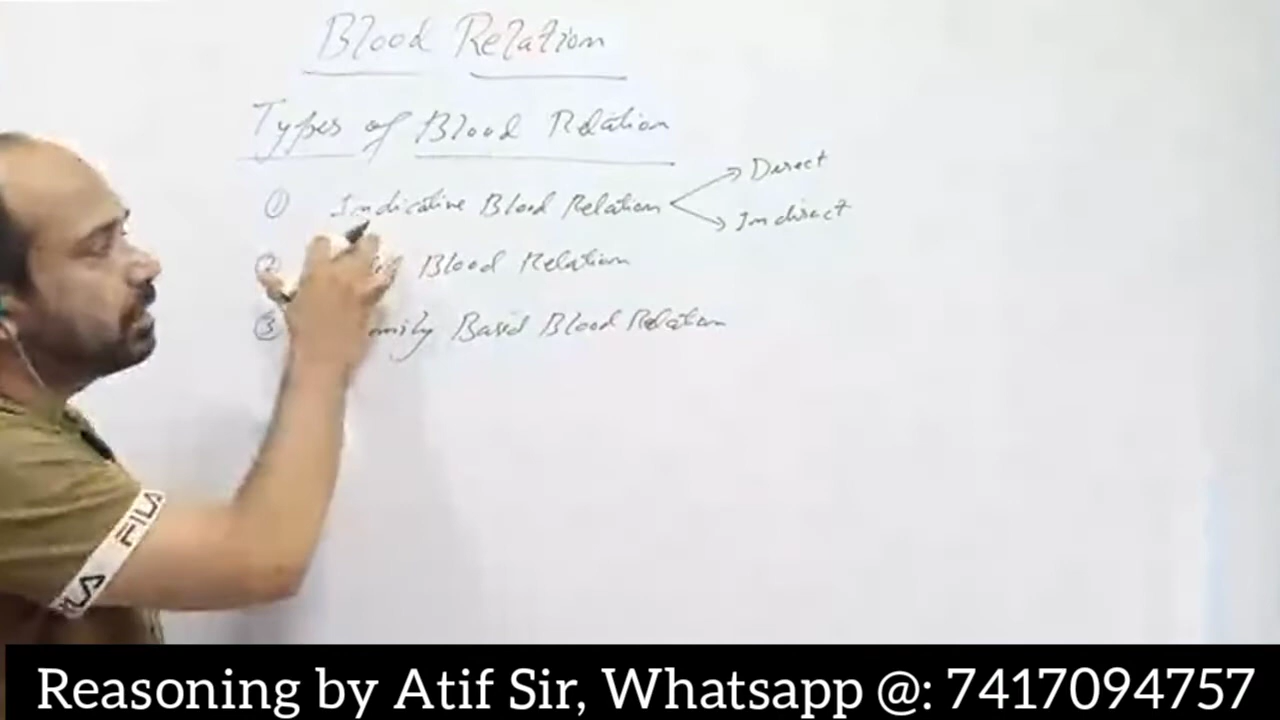 Blood Relation
Types of Blood Relation
① Indicative Blood Relation
Direct
Indirect
② Blood Relation
③ Based Blood Relation
FILA
FILA
Reasoning by Atif Sir, Whatsapp @: 7417094757